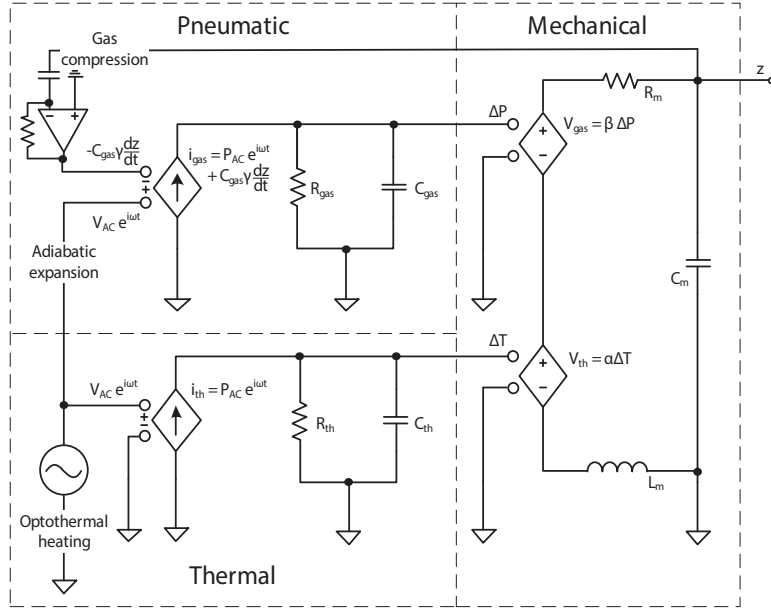 Pneumatic
Mechanical
Gas
compression
z
R_m
ΔP
V_gas = β ΔP
-C_gas γ dz/dt
i_gas = P_AC e^iωt
+ C_gas γ dz/dt
R_gas
C_gas
V_AC e^iωt
Adiabatic
expansion
C_m
ΔT
V_th = αΔT
V_AC e^iωt
i_th = P_AC e^iωt
R_th
C_th
L_m
Optothermal
heating
Thermal